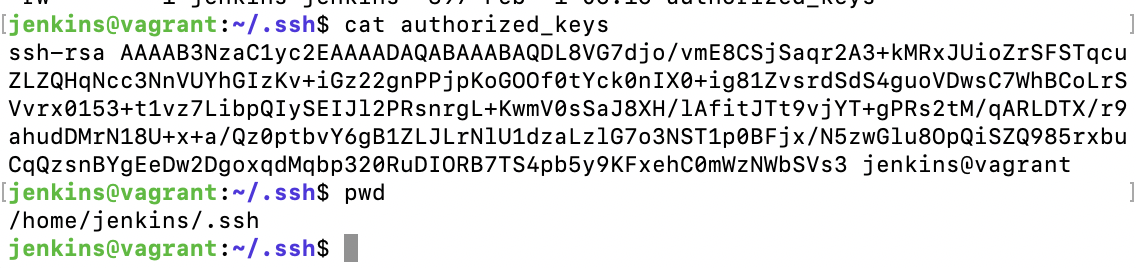 jenkins@vagrant:~/.ssh$ cat authorized_keys
ssh-rsa AAAAB3NzaC1yc2EAAAADAQABAAABAQDL8VG7djo/vmE8CSjSaqr2A3+kMRxJUioZrSFSTqcu
ZLZQHqNcc3NnVUYhGIzKv+iGz22gnPPjpKoGOOf0tYck0nIX0+ig81ZvsrdSdS4guoVDwsC7WhBCoLrS
Vvrx0153+t1vz7LibpQIySEIJl2PRsnrgL+KwmV0sSaJ8XH/lAfitJTt9vjYT+gPRs2tM/qARLDTX/r9
ahudDMrN18U+x+a/Qz0ptbvY6gB1ZLJLrNlU1dzaLzlG7o3NST1p0BFjx/N5zwGlu8OpQiSZQ985rxbu
CqQzsnBYgEeDw2DgoxqdMqbp320RuDIORB7TS4pb5y9KFxehC0mWzNWbSVs3 jenkins@vagrant
jenkins@vagrant:~/.ssh$ pwd
/home/jenkins/.ssh
jenkins@vagrant:~/.ssh$